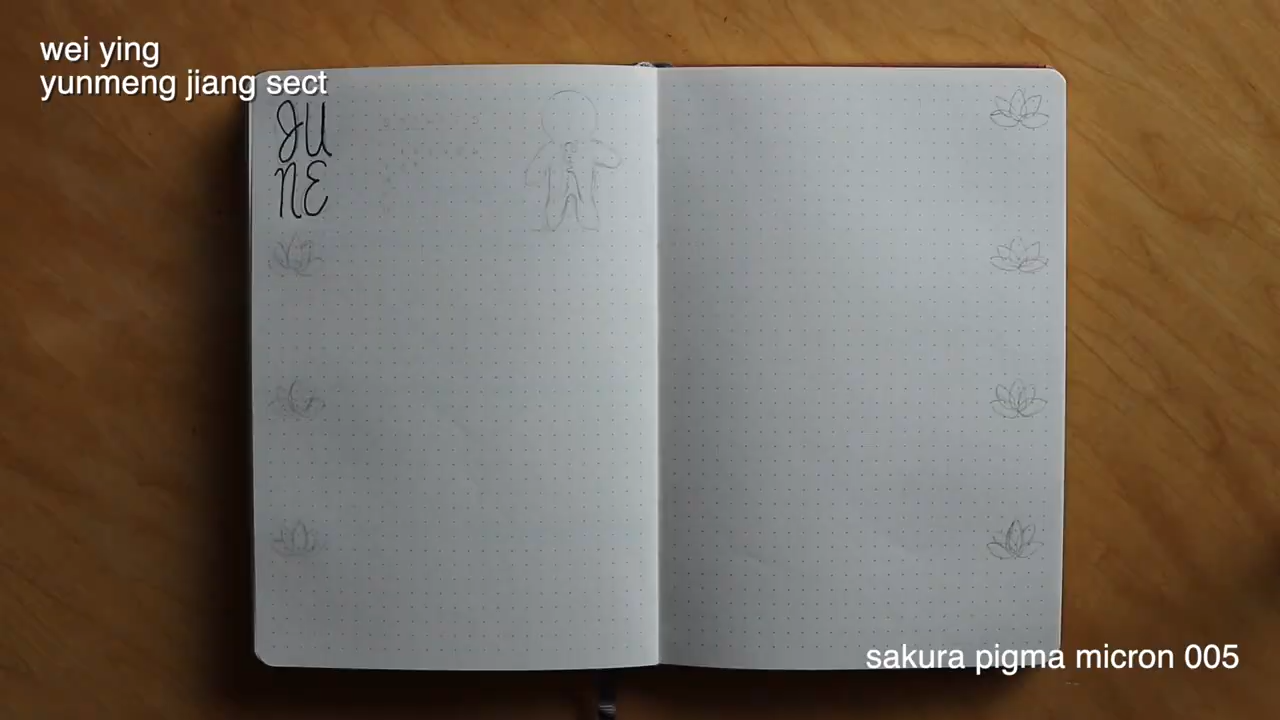 wei ying
yunmeng jiang sect
JU
NE
sakura pigma micron 005